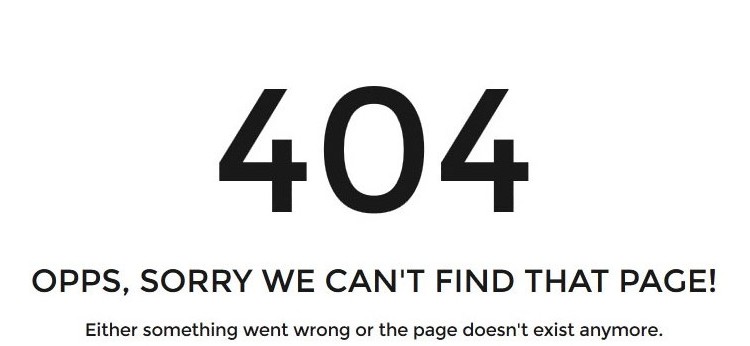 404
OPPS, SORRY WE CAN'T FIND THAT PAGE!
Either something went wrong or the page doesn't exist anymore.